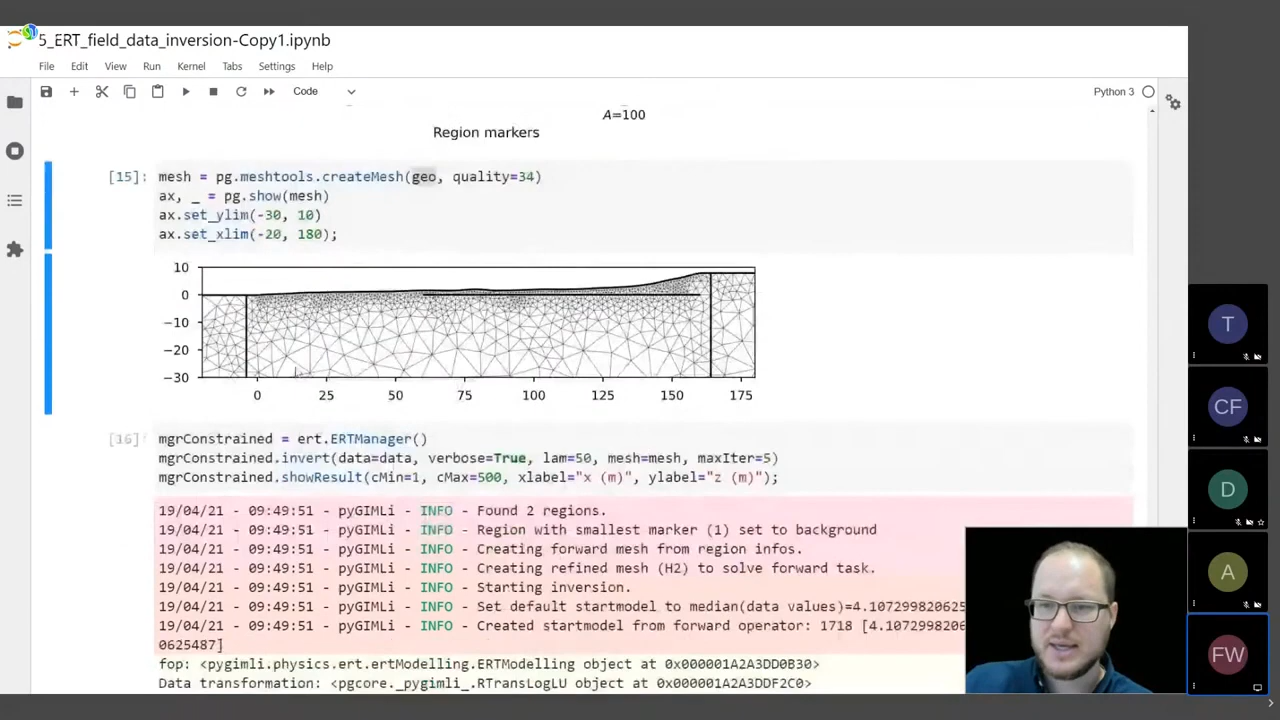 5_ERT_field_data_inversion-Copy1.ipynb
File Edit View Run Kernel Tabs Settings Help
Code
Python 3
A=100
Region markers
[15]: mesh = pg.meshtools.createMesh(geo, quality=34)
ax, _ = pg.show(mesh)
ax.set_ylim(-30, 10)
ax.set_xlim(-20, 180);
10
0
−10
−20
−30
0 25 50 75 100 125 150 175
[16]: mgrConstrained = ert.ERTManager()
mgrConstrained.invert(data=data, verbose=True, lam=50, mesh=mesh, maxIter=5)
mgrConstrained.showResult(cMin=1, cMax=500, xlabel="x (m)", ylabel="z (m)");
19/04/21 - 09:49:51 - pyGIMLi - INFO - Found 2 regions.
19/04/21 - 09:49:51 - pyGIMLi - INFO - Region with smallest marker (1) set to background
19/04/21 - 09:49:51 - pyGIMLi - INFO - Creating forward mesh from region infos.
19/04/21 - 09:49:51 - pyGIMLi - INFO - Creating refined mesh (H2) to solve forward task.
19/04/21 - 09:49:51 - pyGIMLi - INFO - Starting inversion.
19/04/21 - 09:49:51 - pyGIMLi - INFO - Set default startmodel to median(data values)=4.107299820625
19/04/21 - 09:49:51 - pyGIMLi - INFO - Created startmodel from forward operator: 1718 [4.1072998206
0625487]
fop: <pygimli.physics.ert.ertModelling.ERTModelling object at 0x000001A2A3DD0B30>
Data transformation: <pgcore._pygimli_.RTransLogLU object at 0x000001A2A3DDF2C0>
T
CF
D
A
FW